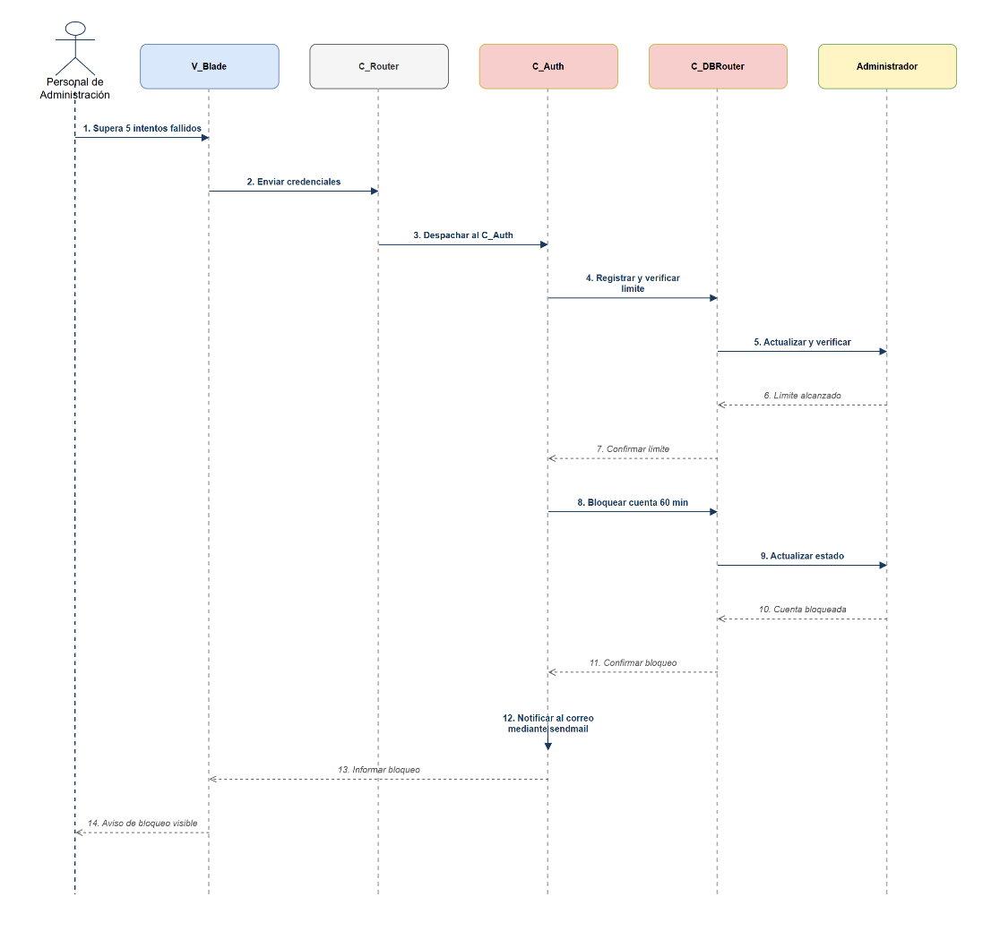 Personal de
Administración
V_Blade
C_Router
C_Auth
C_DBRouter
Administrador
1. Supera 5 intentos fallidos
2. Enviar credenciales
3. Despachar al C_Auth
4. Registrar y verificar
límite
5. Actualizar y verificar
6. Límite alcanzado
7. Confirmar límite
8. Bloquear cuenta 60 min
9. Actualizar estado
10. Cuenta bloqueada
11. Confirmar bloqueo
12. Notificar al correo
mediante sendmail
13. Informar bloqueo
14. Aviso de bloqueo visible